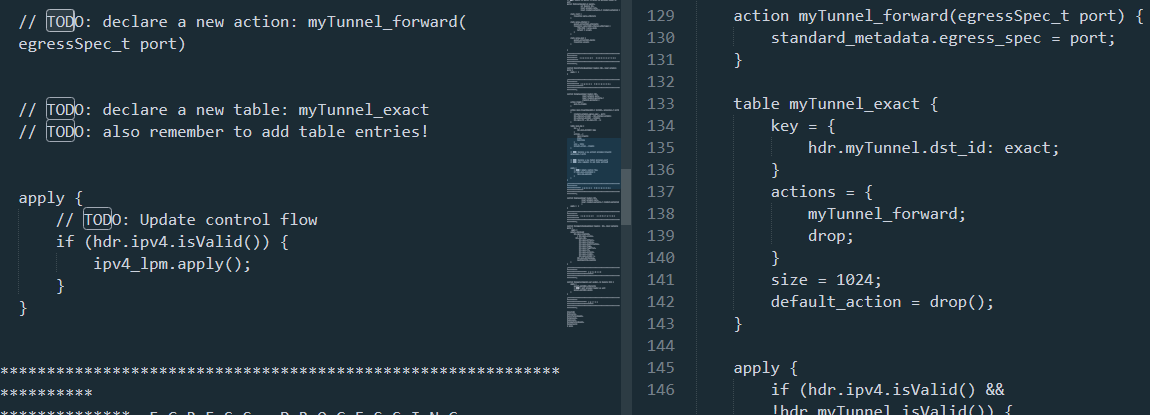 // TODO: declare a new action: myTunnel_forward(
egressSpec_t port)
// TODO: declare a new table: myTunnel_exact
// TODO: also remember to add table entries!
apply {
// TODO: Update control flow
if (hdr.ipv4.isValid()) {
ipv4_lpm.apply();
}
}
************************************************************
**********
************** E G R E S S   P R O C E S S I N G
129 action myTunnel_forward(egressSpec_t port) {
130 standard_metadata.egress_spec = port;
131 }
132
133 table myTunnel_exact {
134 key = {
135 hdr.myTunnel.dst_id: exact;
136 }
137 actions = {
138 myTunnel_forward;
139 drop;
140 }
141 size = 1024;
142 default_action = drop();
143 }
144
145 apply {
146 if (hdr.ipv4.isValid() &&
!hdr.myTunnel.isValid()) {